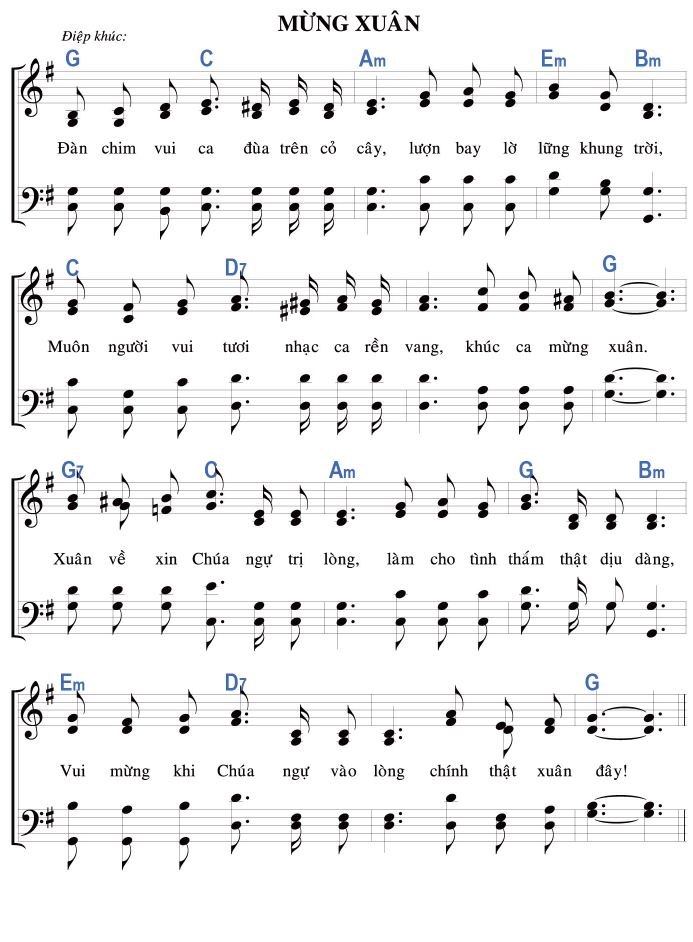 MỪNG XUÂN
Điệp khúc:
G C Am Em Bm
Đàn chim vui ca đùa trên cỏ cây, lượn bay lờ lững khung trời,
C D7 G
Muôn người vui tươi nhạc ca rền vang, khúc ca mừng xuân.
G7 C Am G Bm
Xuân về xin Chúa ngự trị lòng, làm cho tình thắm thật dịu dàng,
Em D7 G
Vui mừng khi Chúa ngự vào lòng chính thật xuân đây!